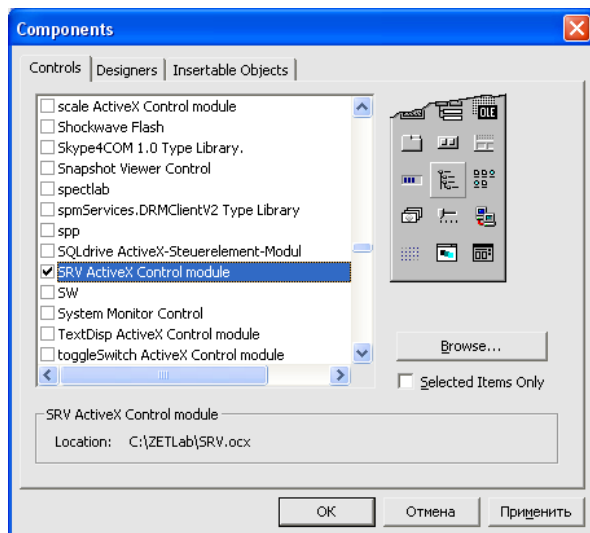 Components
Controls
Designers
Insertable Objects
scale ActiveX Control module
Shockwave Flash
Skype4COM 1.0 Type Library.
Snapshot Viewer Control
spectlab
spmServices.DRMClientV2 Type Library
spp
SQLdrive ActiveX-Steuerelement-Modul
SRV ActiveX Control module
SW
System Monitor Control
TextDisp ActiveX Control module
toggleSwitch ActiveX Control module
OLE
Browse...
Selected Items Only
SRV ActiveX Control module
Location: C:\ZETLab\SRV.ocx
OK
Отмена
Применить